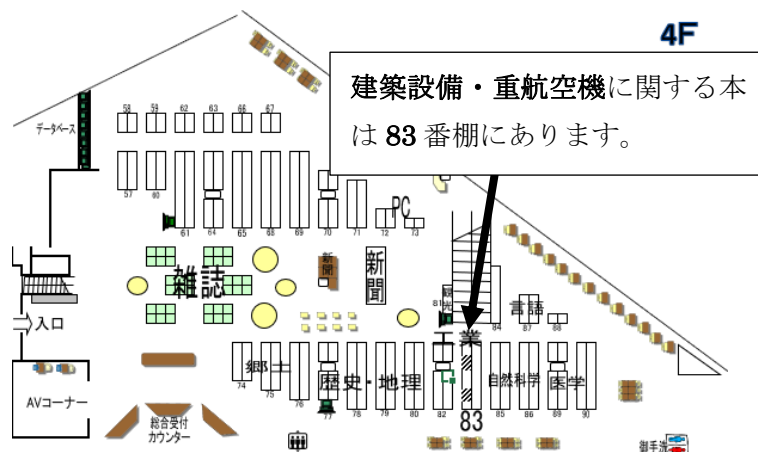 4F
建築設備・重航空機に関する本
は 83 番棚にあります。
58 59 62 63 66 67
データベース
57 60
61 64 65 68 69 70 71 72 73
PC
雑誌
新聞
新聞
観光
81
入口
工業
言語
84 87 88
郷土
歴史・地理
自然科学
医学
74 75 76 77 78 79 80 82 83 85 86 89 90
AVコーナー
総合受付
カウンター
御手洗